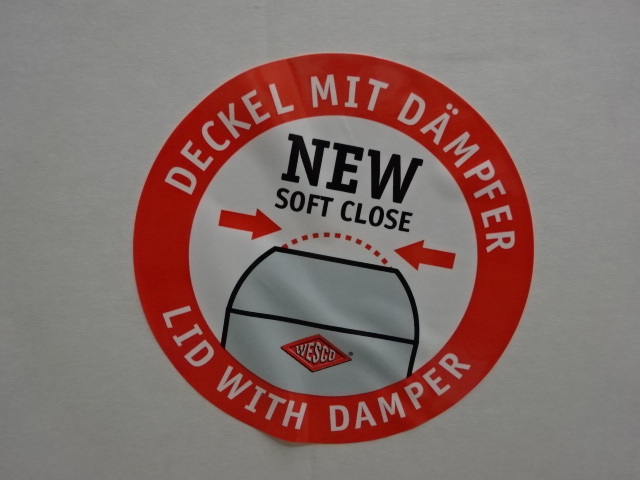 DECKEL MIT DÄMPFER
NEW
SOFT CLOSE
WESCO
®
LID WITH DAMPER